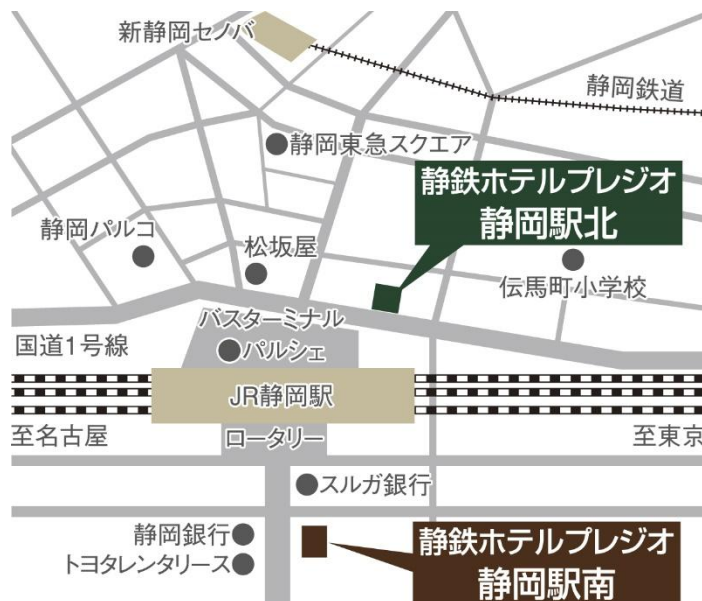 新静岡セノバ
静岡鉄道
静岡東急スクエア
静鉄ホテルプレジオ
静岡駅北
静岡パルコ
松坂屋
伝馬町小学校
バスターミナル
国道1号線
パルシェ
JR静岡駅
至名古屋
ロータリー
至東京
スルガ銀行
静岡銀行
トヨタレンタリース
静鉄ホテルプレジオ
静岡駅南